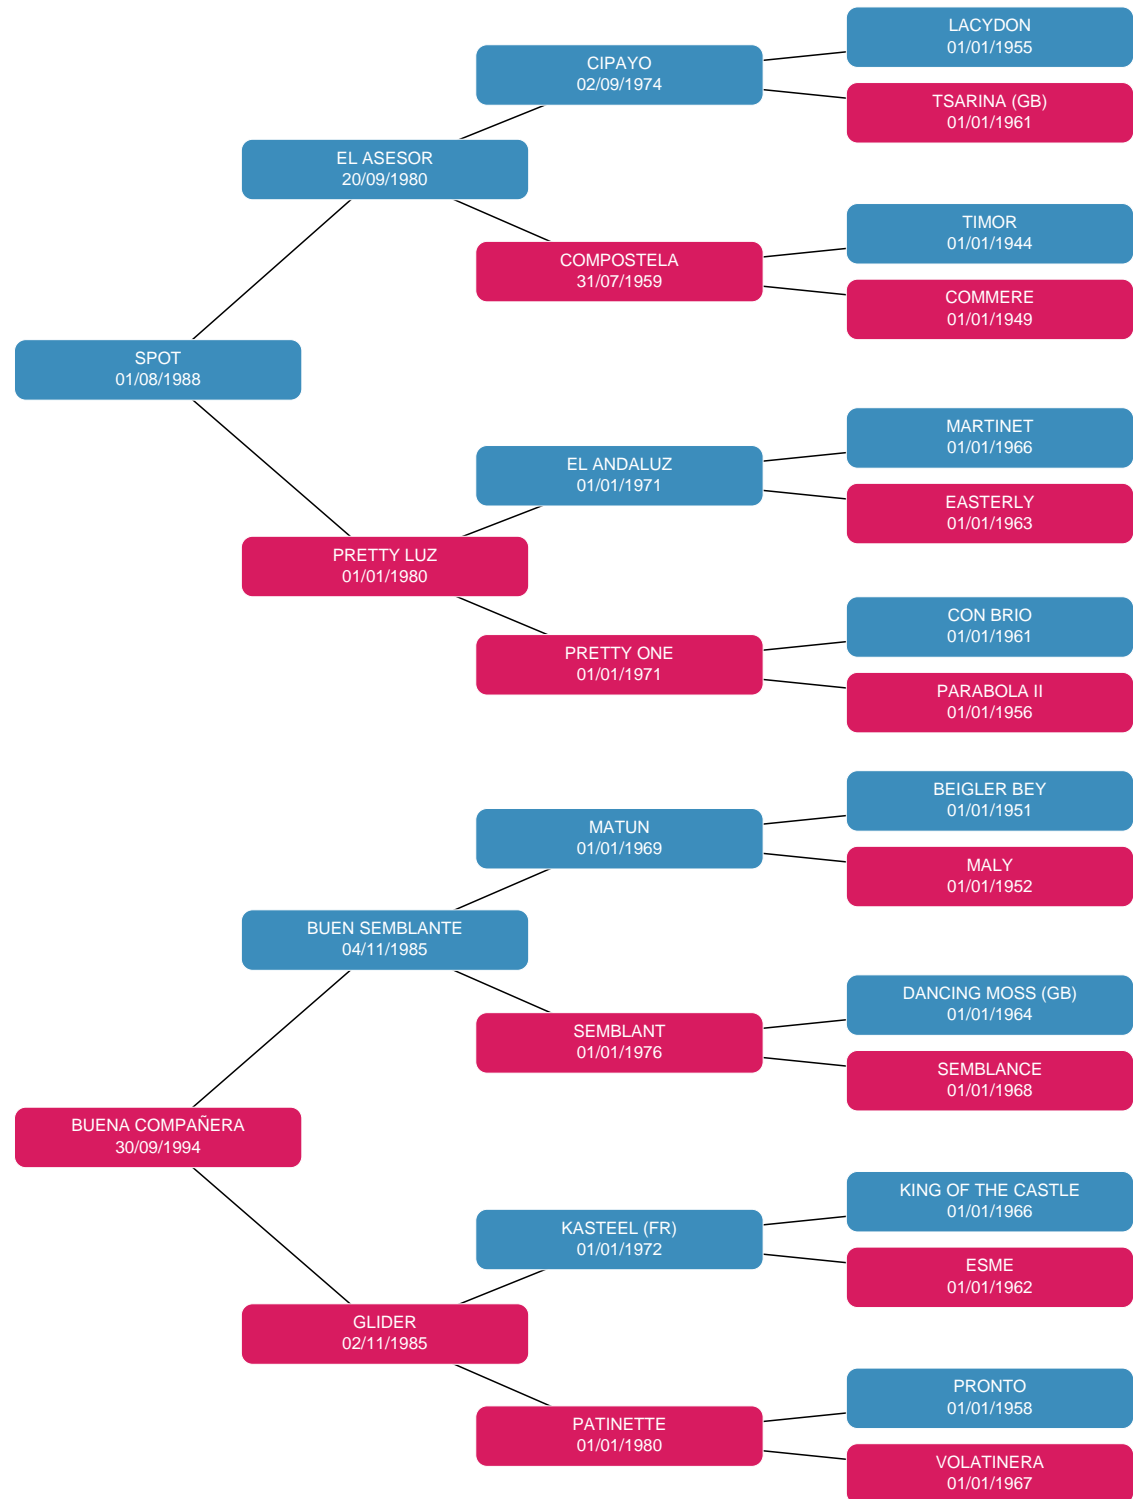 LACYDON
01/01/1955
CIPAYO
02/09/1974
TSARINA (GB)
01/01/1961
EL ASESOR
20/09/1980
TIMOR
01/01/1944
COMPOSTELA
31/07/1959
COMMERE
01/01/1949
SPOT
01/08/1988
MARTINET
01/01/1966
EL ANDALUZ
01/01/1971
EASTERLY
01/01/1963
PRETTY LUZ
01/01/1980
CON BRIO
01/01/1961
PRETTY ONE
01/01/1971
PARABOLA II
01/01/1956
BEIGLER BEY
01/01/1951
MATUN
01/01/1969
MALY
01/01/1952
BUEN SEMBLANTE
04/11/1985
DANCING MOSS (GB)
01/01/1964
SEMBLANT
01/01/1976
SEMBLANCE
01/01/1968
BUENA COMPAÑERA
30/09/1994
KING OF THE CASTLE
01/01/1966
KASTEEL (FR)
01/01/1972
ESME
01/01/1962
GLIDER
02/11/1985
PRONTO
01/01/1958
PATINETTE
01/01/1980
VOLATINERA
01/01/1967